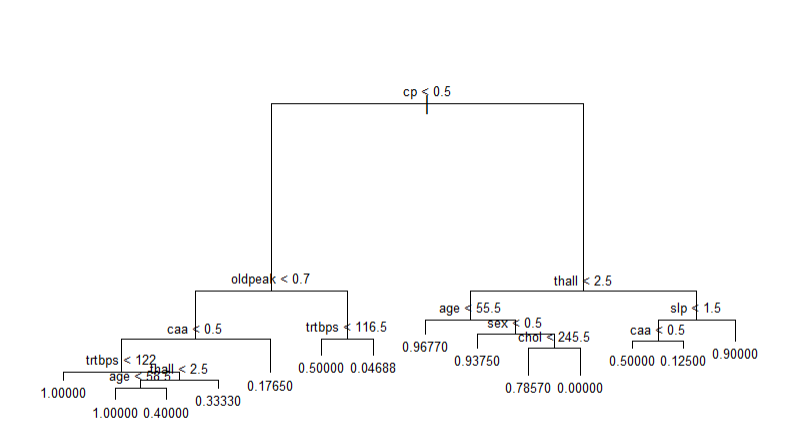 cp < 0.5
oldpeak < 0.7
thall < 2.5
caa < 0.5
trtbps < 116.5
age < 55.5
slp < 1.5
sex < 0.5
caa < 0.5
chol < 245.5
trtbps < 122
thall < 2.5
age < 58.5
0.96770
0.93750
0.50000 0.12500
0.90000
0.50000 0.04688
0.78570 0.00000
1.00000
0.17650
0.33330
1.00000 0.40000